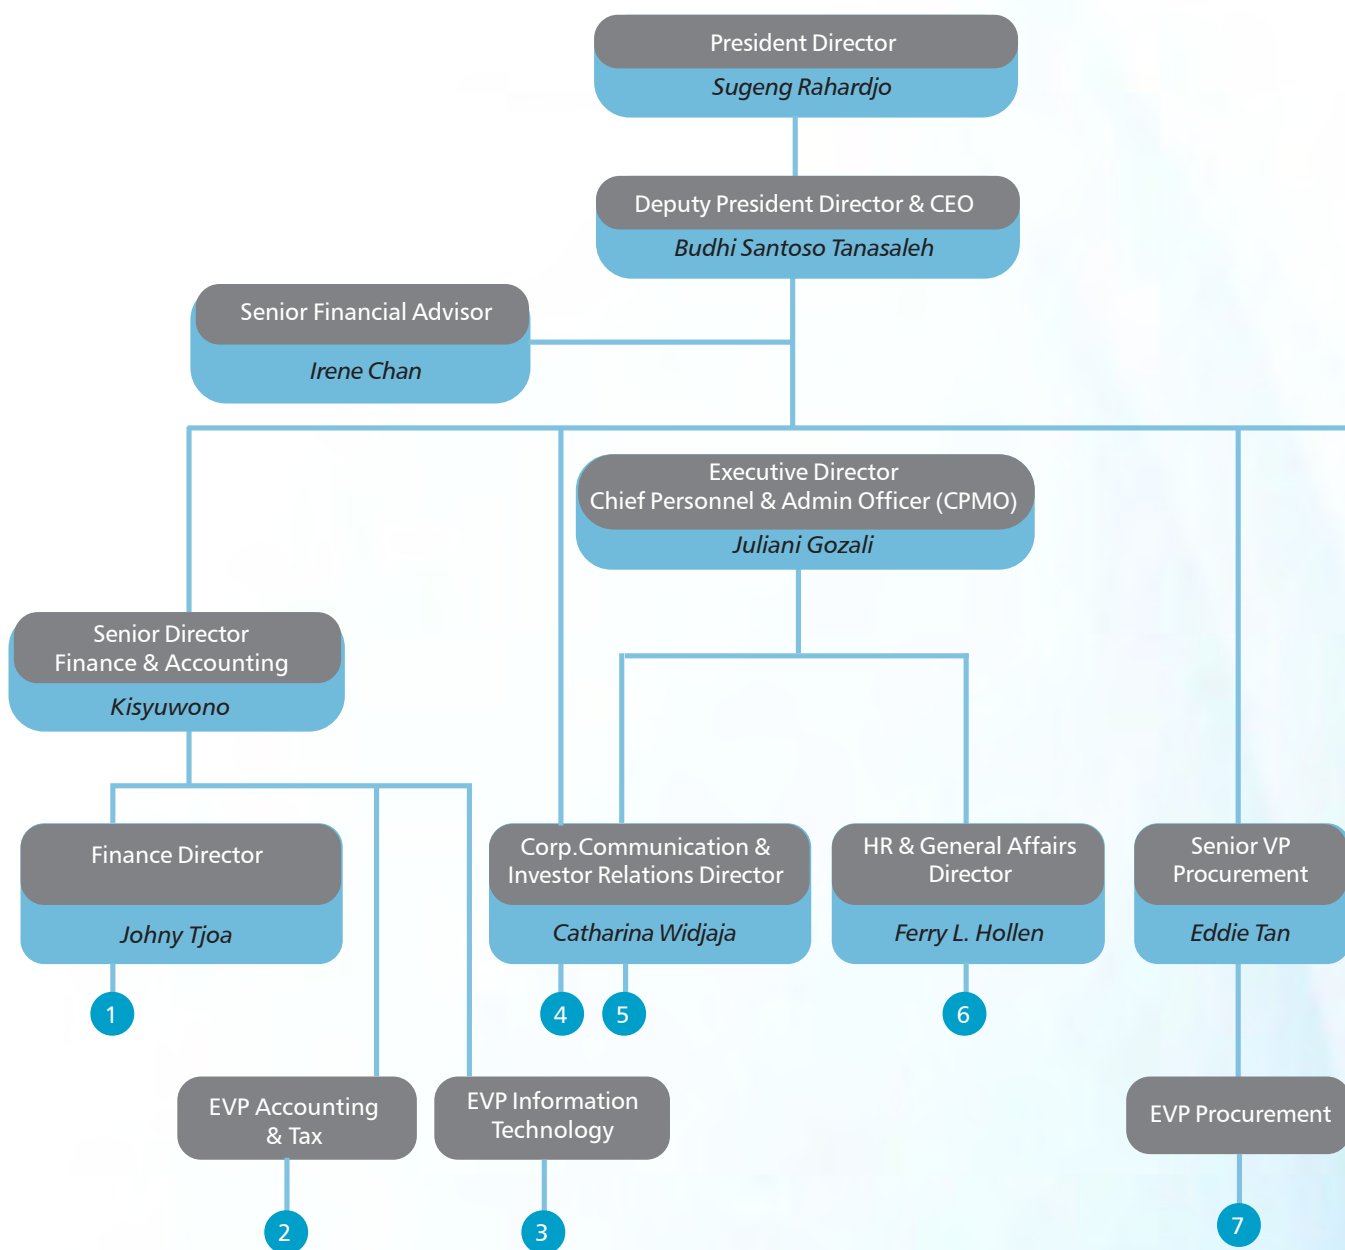 President Director
Sugeng Rahardjo
Deputy President Director & CEO
Budhi Santoso Tanasaleh
Senior Financial Advisor
Irene Chan
Executive Director
Chief Personnel & Admin Officer (CPMO)
Juliani Gozali
Senior Director
Finance & Accounting
Kisyuwono
Finance Director
Johny Tjoa
Corp.Communication &
Investor Relations Director
Catharina Widjaja
HR & General Affairs
Director
Ferry L. Hollen
Senior VP
Procurement
Eddie Tan
1
4
5
6
EVP Accounting
& Tax
EVP Information
Technology
EVP Procurement
2
3
7